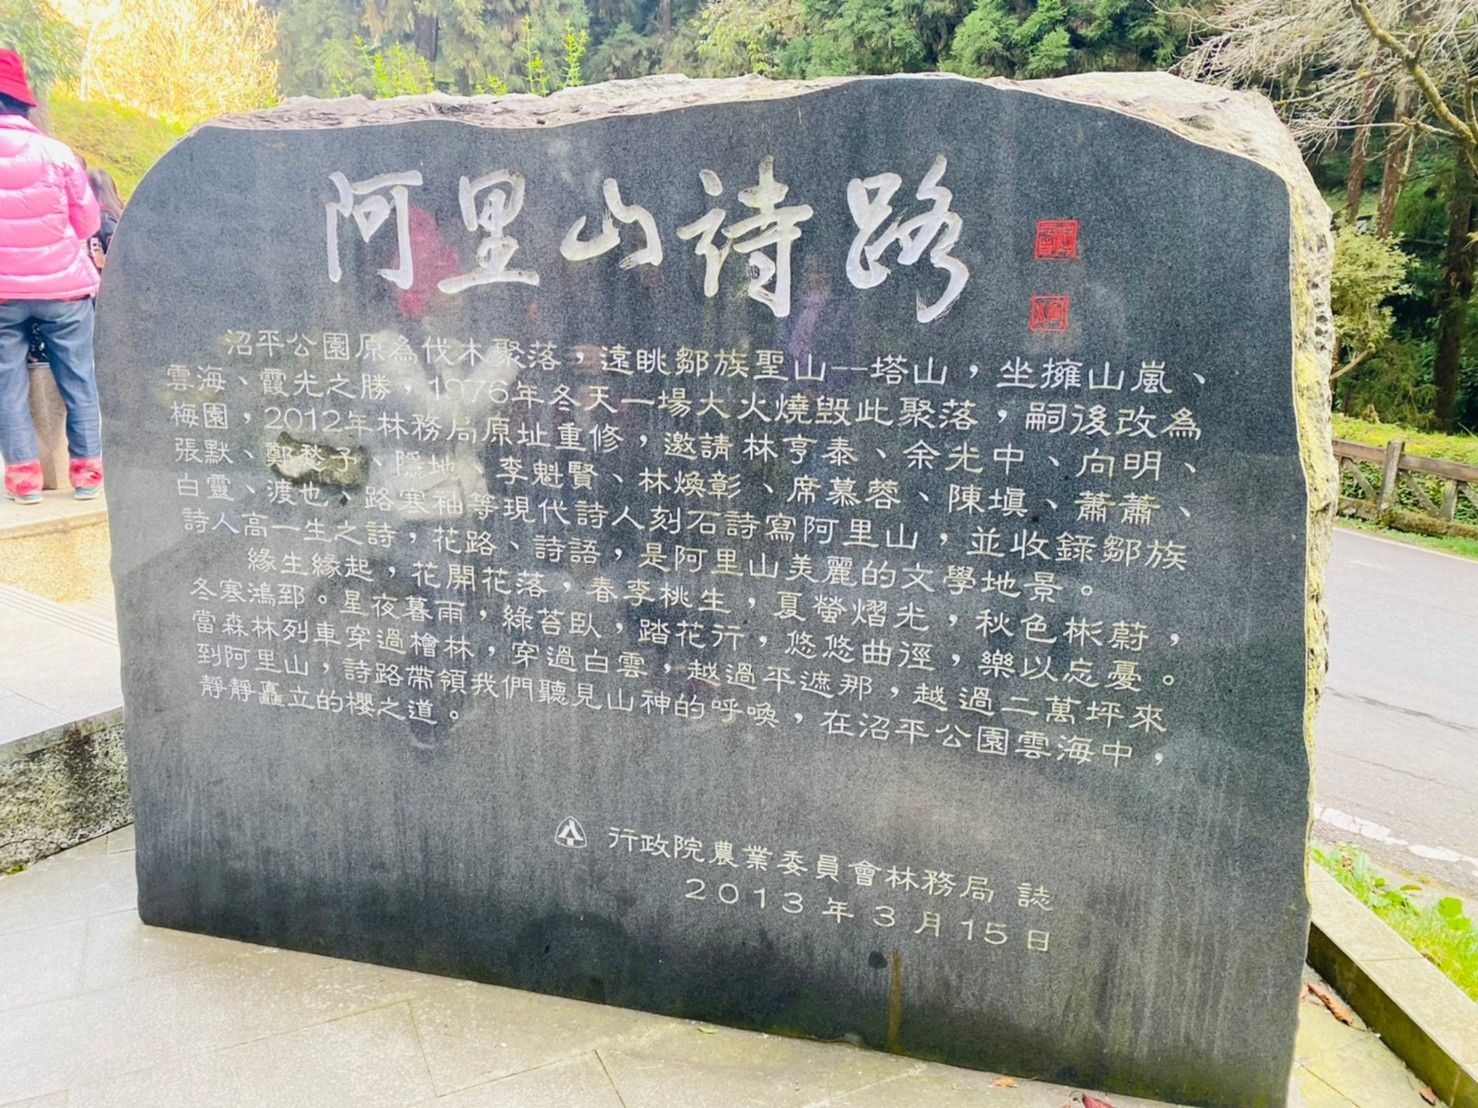 阿里山詩路
沼平公園原為伐木聚落，遠眺鄒族聖山--塔山，坐擁山嵐、
雲海、霞光之勝，1976年冬天一場大火燒毀此聚落，嗣後改為
梅園，2012年林務局原址重修，邀請林亨泰、余光中、向明、
張默、鄭愁予、隱地、李魁賢、林煥彰、席慕蓉、陳塡、蕭蕭、
白靈、渡也、路寒袖等現代詩人刻石詩寫阿里山，並收錄鄒族
詩人高一生之詩，花路、詩語，是阿里山美麗的文學地景。
緣生緣起，花開花落，春李桃生，夏螢熠光，秋色彬蔚，
冬寒鴻郅。星夜暮雨，綠苔臥，踏花行，悠悠曲徑，樂以忘憂。
當森林列車穿過檜林，穿過白雲，越過平遮那，越過二萬坪來
到阿里山，詩路帶領我們聽見山神的呼喚，在沼平公園雲海中，
靜靜矗立的櫻之道。
行政院農業委員會林務局 誌
2013年3月15日